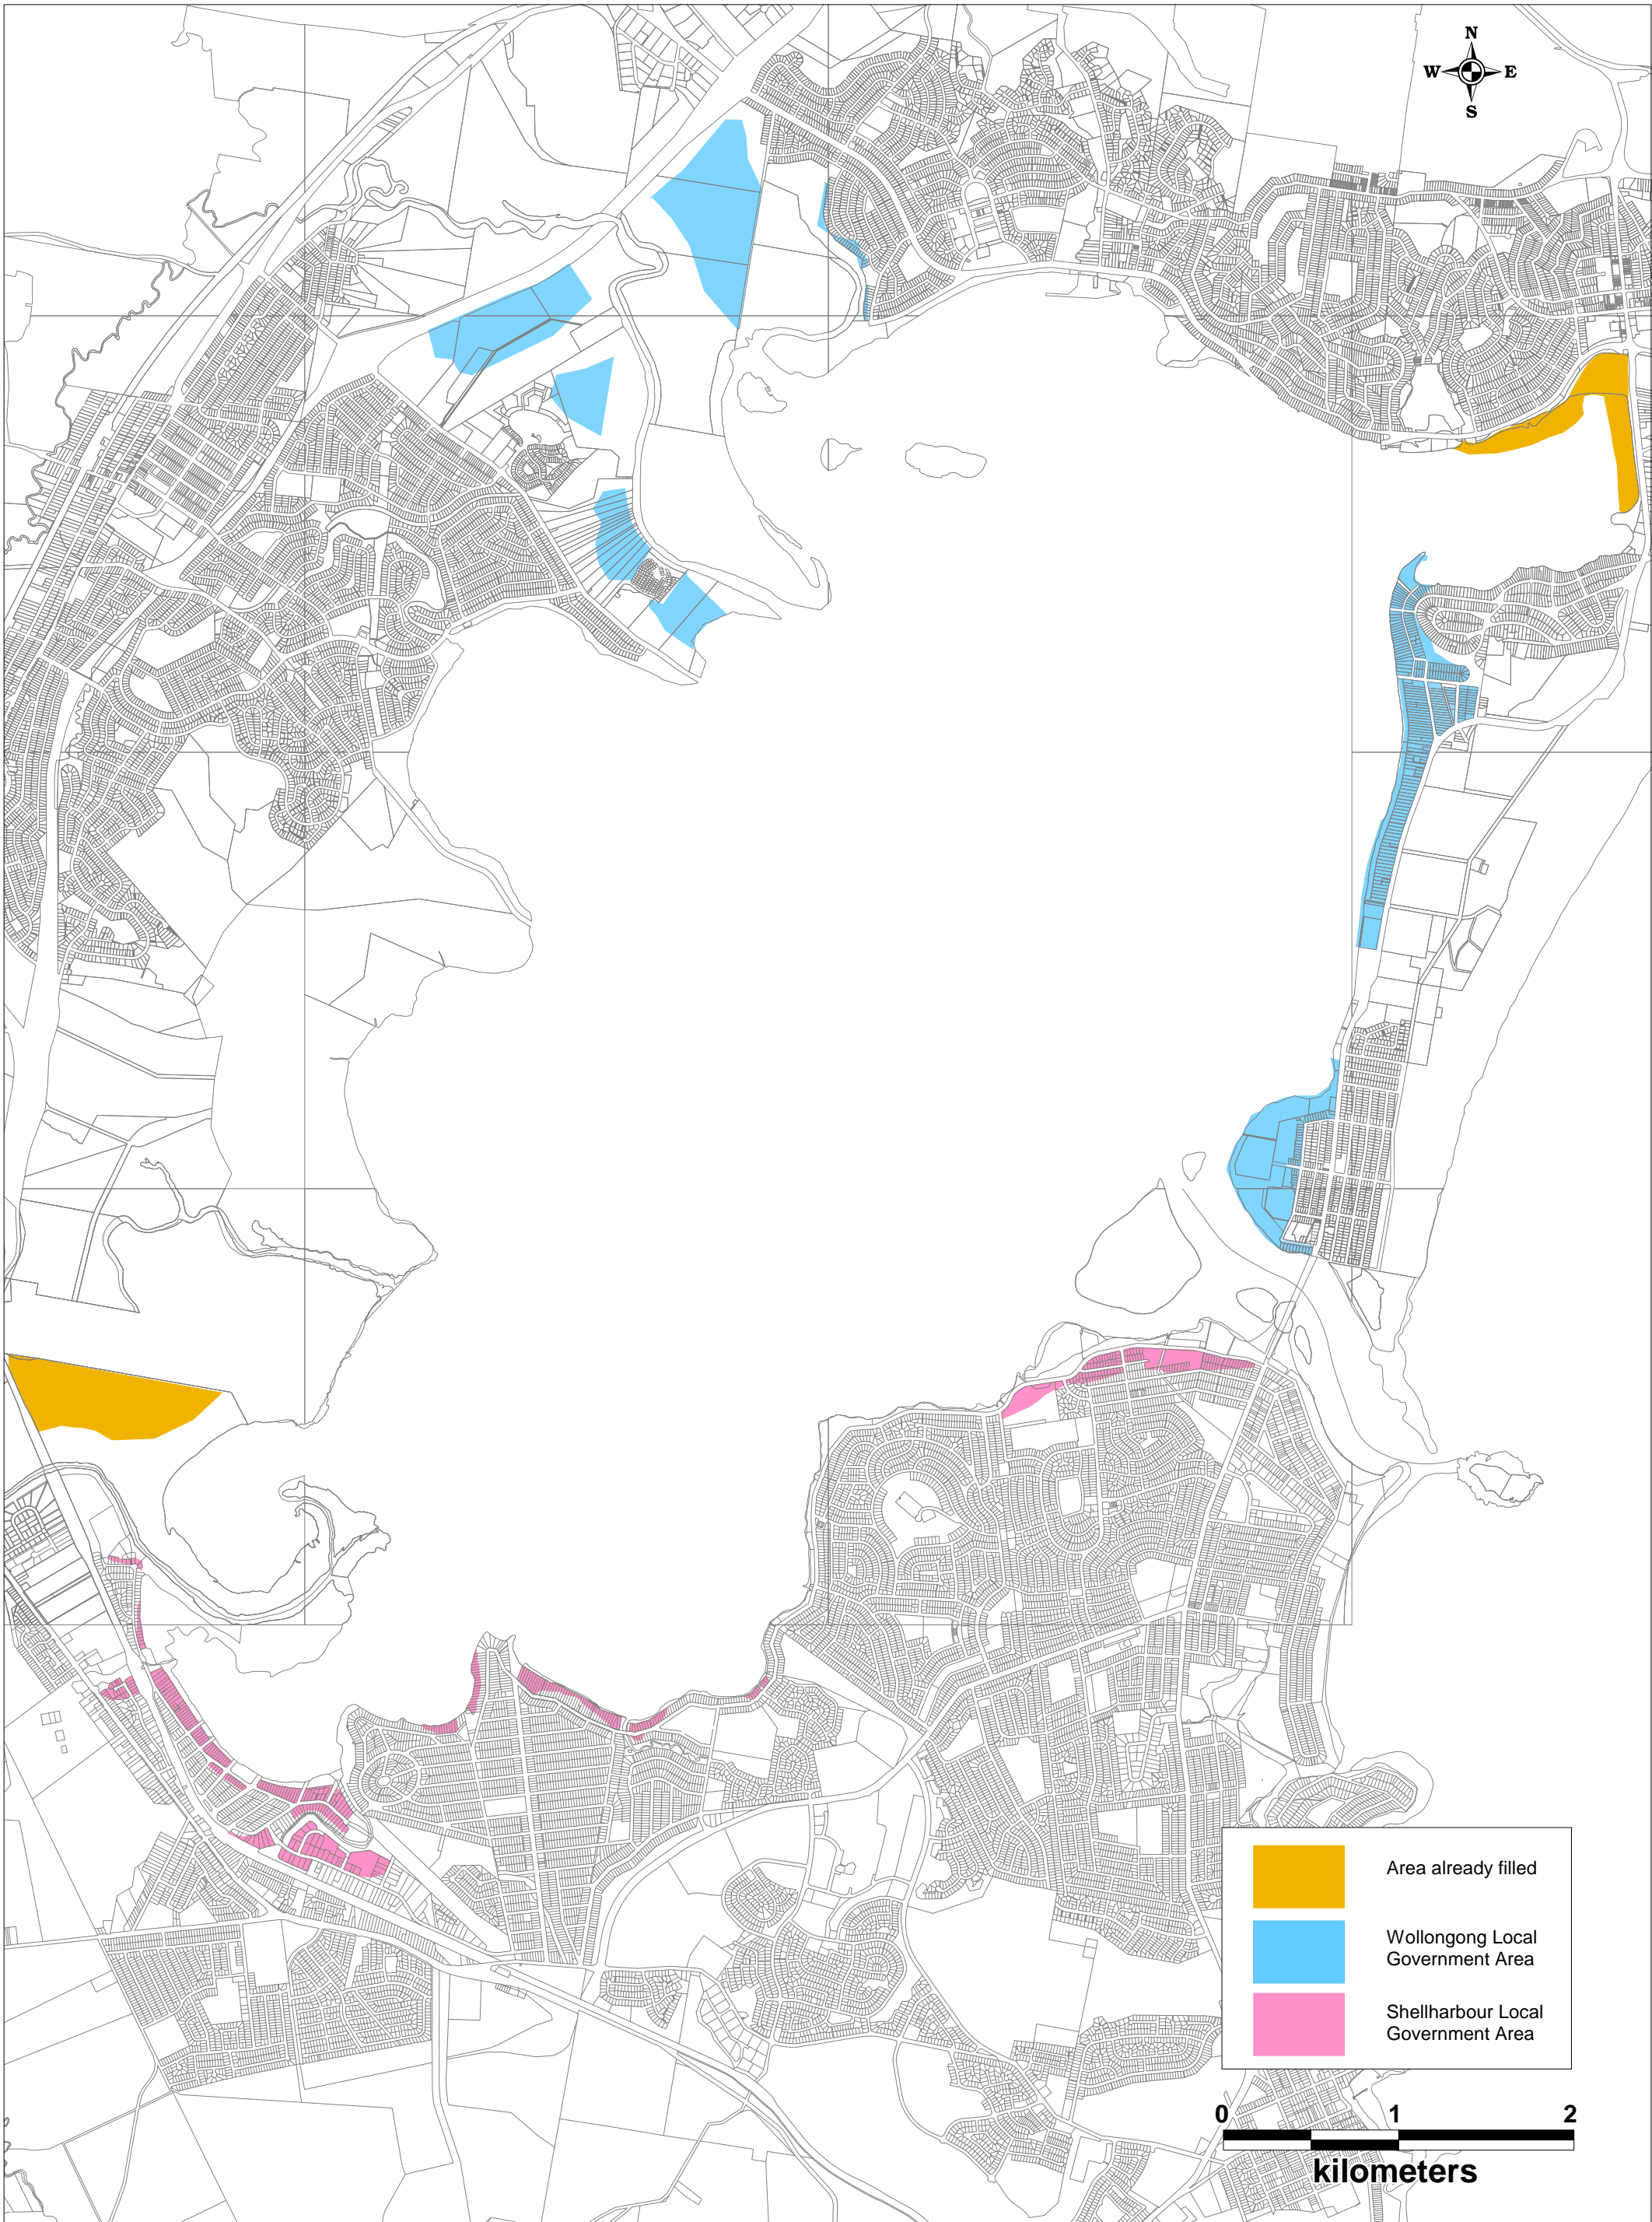 N
W E
S
Area already filled
Wollongong Local
Government Area
Shellharbour Local
Government Area
0 1 2
kilometers